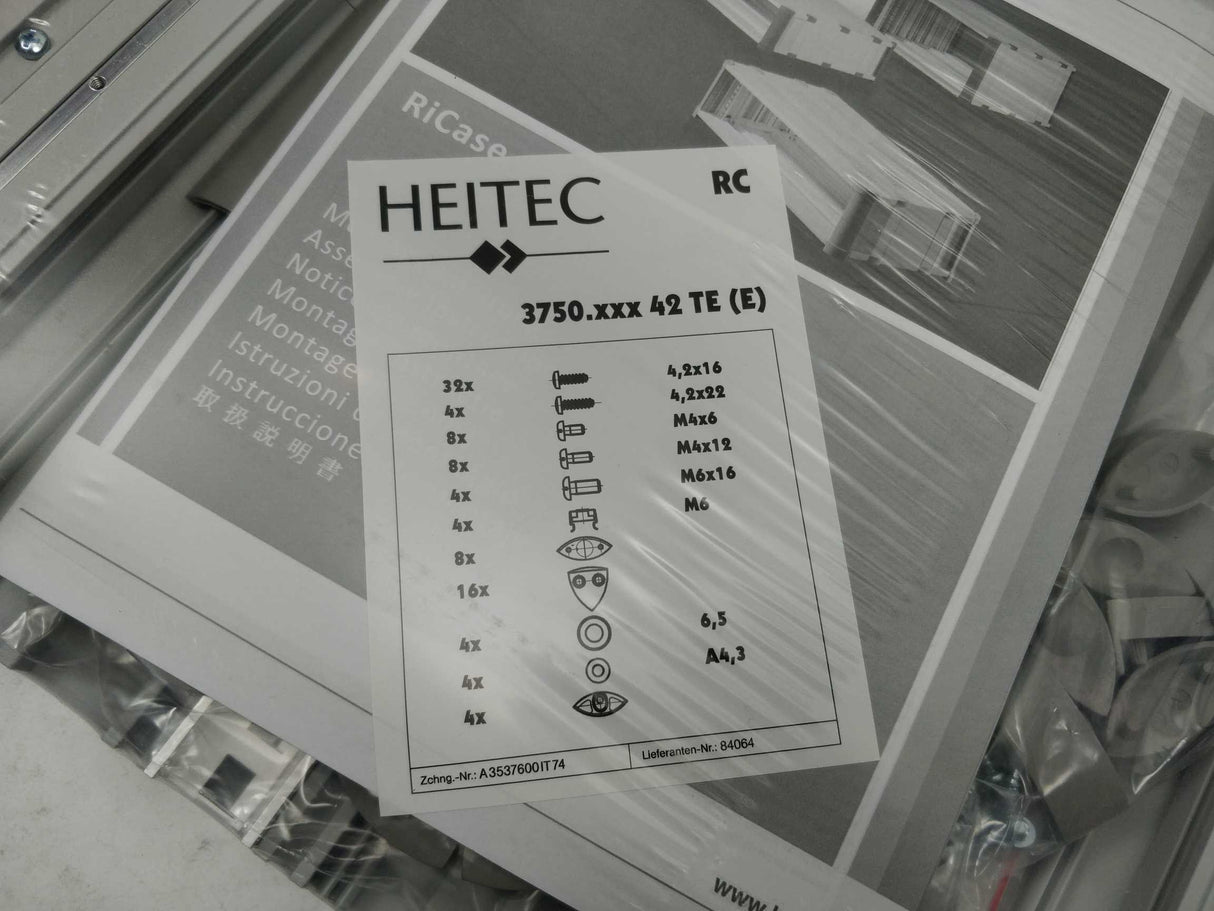 RiCase
HEITEC
RC
3750.xxx 42 TE (E)
32x 4,2x16
4x 4,2x22
8x M4x6
8x M4x12
4x M6x16
4x M6
8x
16x
4x 6,5
4x A4,3
4x
Zchng.-Nr.: A3537600IT74
Lieferanten-Nr.: 84064
Montage
Istruzioni
取扱説明書